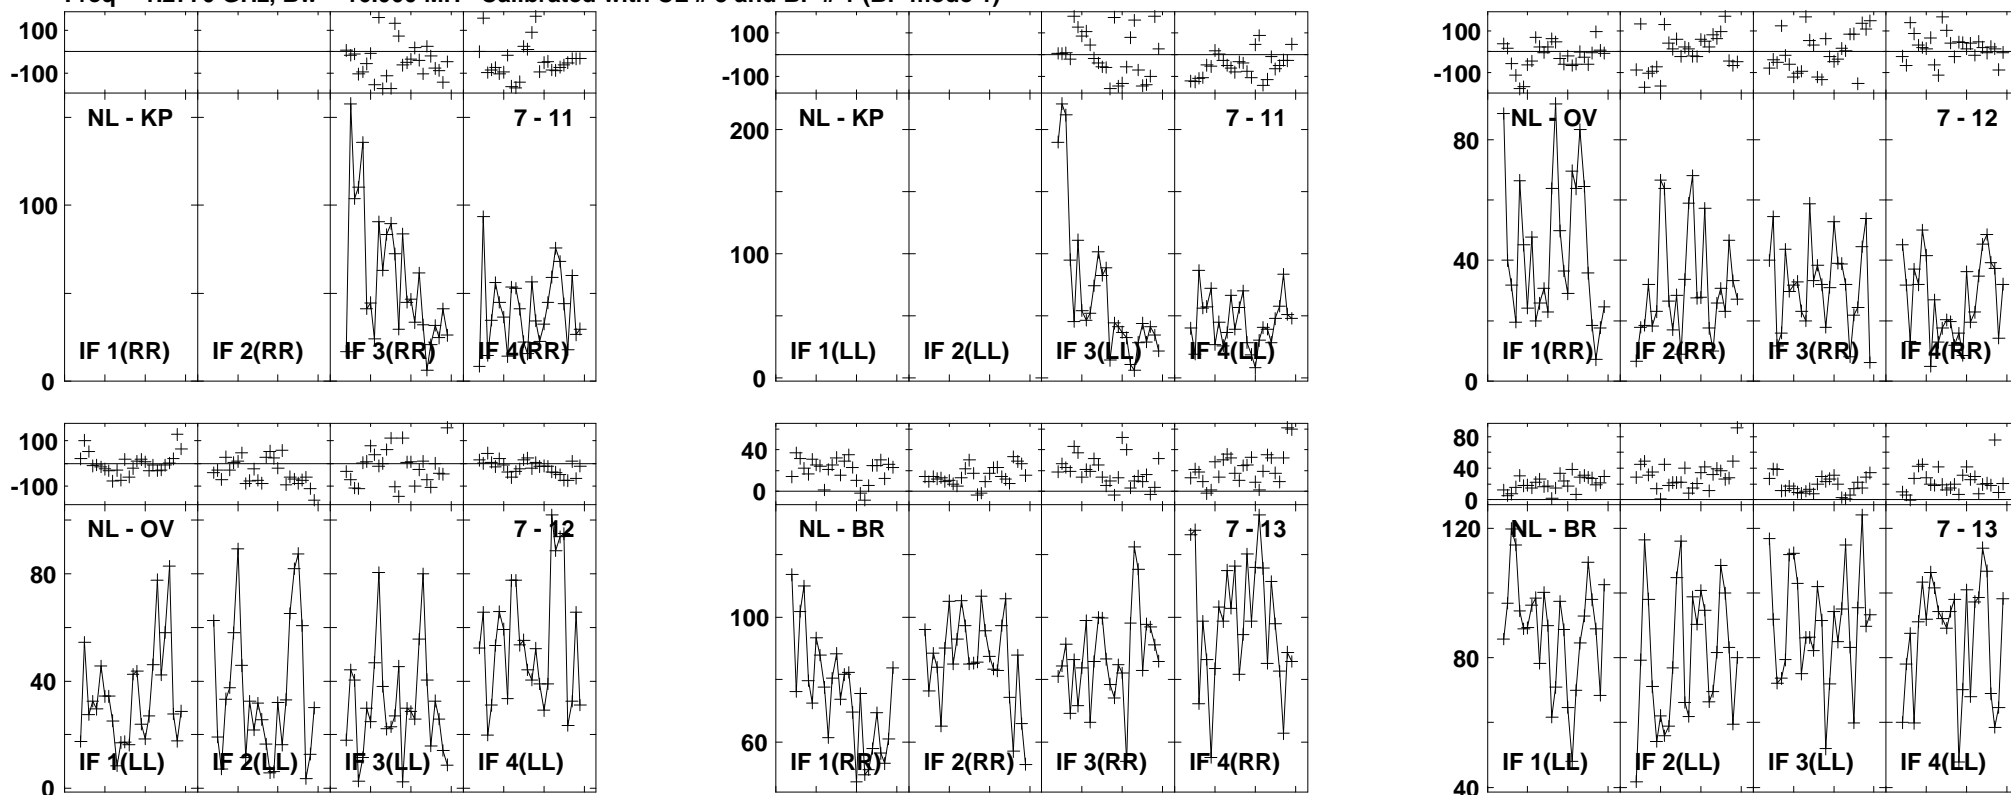 100
-100
NL - KP
7 - 11
100
0
IF 1(RR)
IF 2(RR)
IF 3(RR)
IF 4(RR)
100
-100
NL - KP
7 - 11
200
100
0
IF 1(LL)
IF 2(LL)
IF 3(LL)
IF 4(LL)
100
-100
NL - OV
7 - 12
80
40
0
IF 1(RR)
IF 2(RR)
IF 3(RR)
IF 4(RR)
100
-100
NL - OV
7 - 12
80
40
0
IF 1(LL)
IF 2(LL)
IF 3(LL)
IF 4(LL)
40
0
NL - BR
7 - 13
100
60
IF 1(RR)
IF 2(RR)
IF 3(RR)
IF 4(RR)
80
40
0
NL - BR
7 - 13
120
80
40
IF 1(LL)
IF 2(LL)
IF 3(LL)
IF 4(LL)